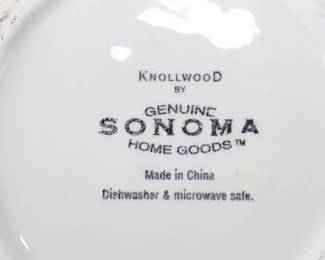 KNOLLWOOD
BY
GENUINE
SONOMA
HOME GOODS™
Made in China
Dishwasher & microwave safe.